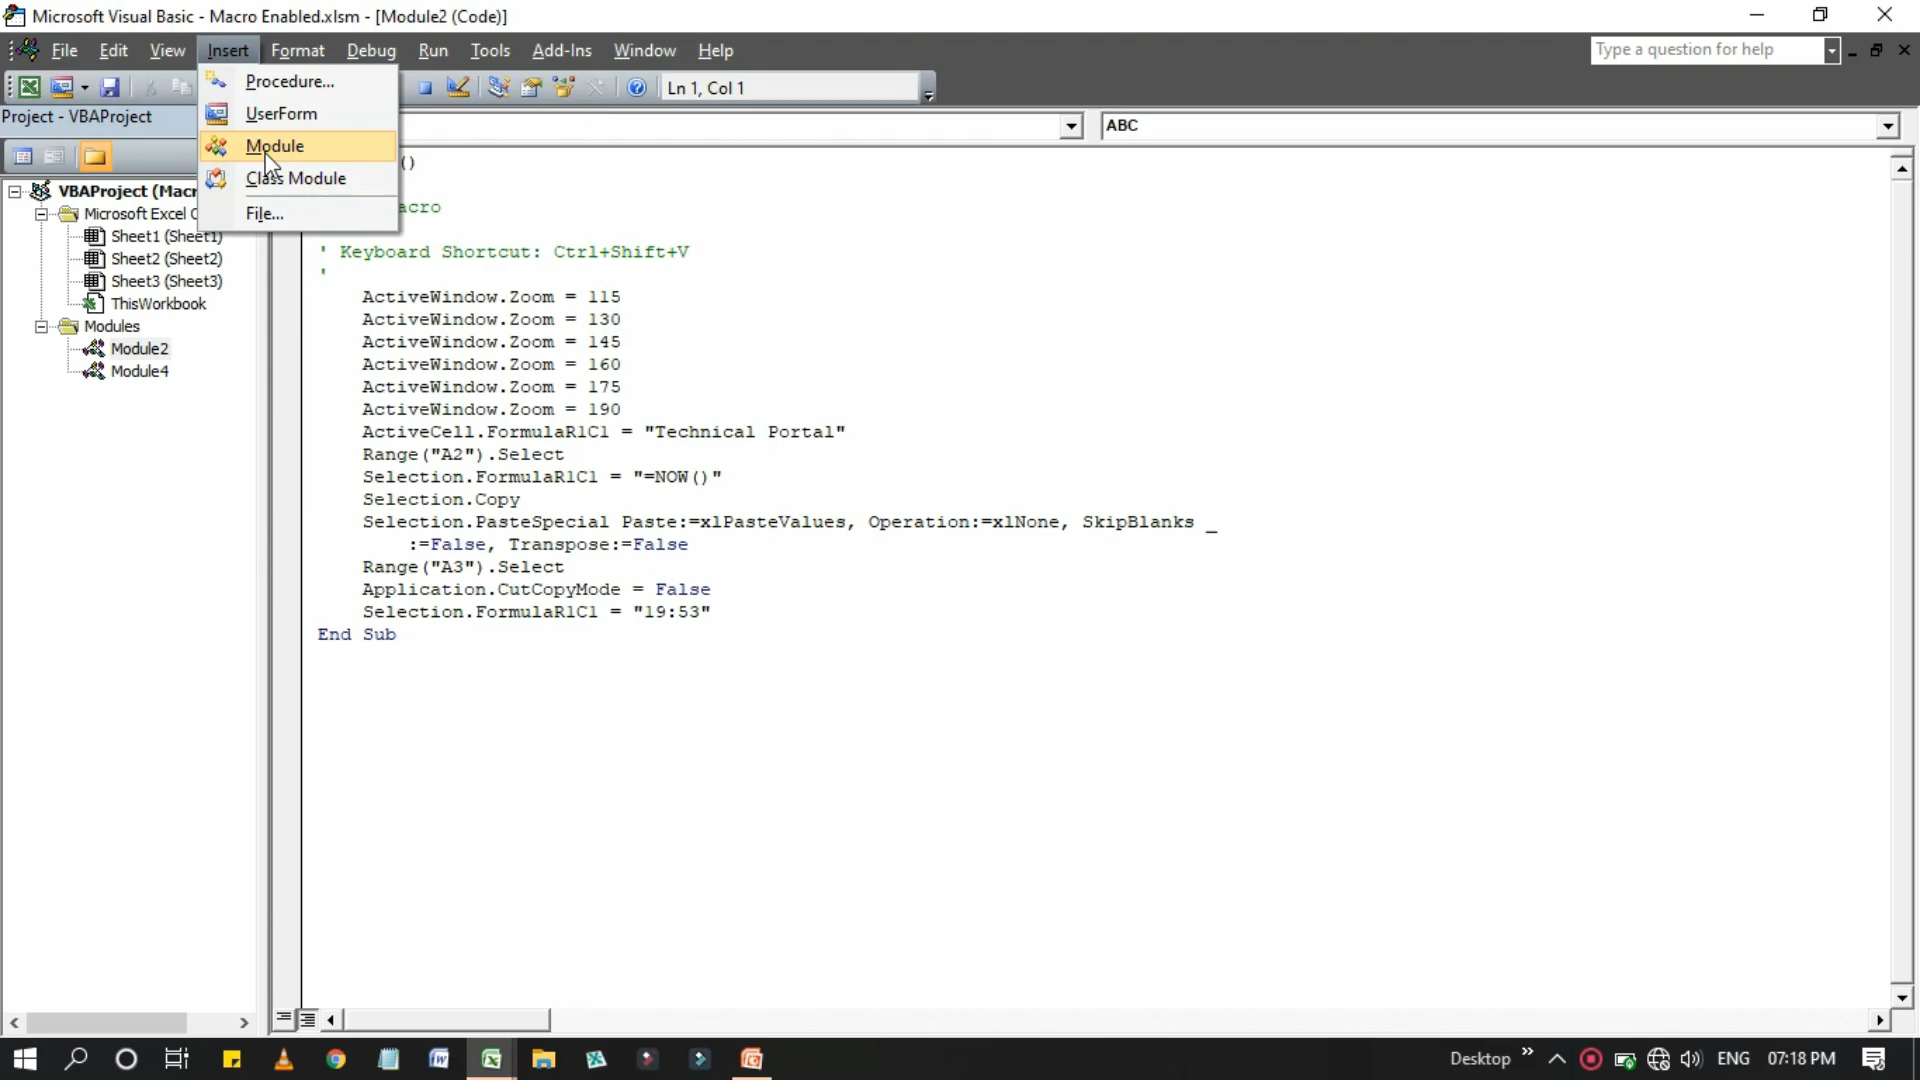 Microsoft Visual Basic - Macro Enabled.xlsm - [Module2 (Code)]
File Edit View Insert Format Debug Run Tools Add-Ins Window Help
Type a question for help
Ln 1, Col 1
Procedure...
UserForm
Module
Class Module
File...
Project - VBAProject
ABC
VBAProject (Macr
Microsoft Excel O
Sheet1 (Sheet1)
Sheet2 (Sheet2)
Sheet3 (Sheet3)
ThisWorkbook
Modules
Module2
Module4
()
acro
' Keyboard Shortcut: Ctrl+Shift+V
'
ActiveWindow.Zoom = 115
ActiveWindow.Zoom = 130
ActiveWindow.Zoom = 145
ActiveWindow.Zoom = 160
ActiveWindow.Zoom = 175
ActiveWindow.Zoom = 190
ActiveCell.FormulaR1C1 = "Technical Portal"
Range("A2").Select
Selection.FormulaR1C1 = "=NOW()"
Selection.Copy
Selection.PasteSpecial Paste:=xlPasteValues, Operation:=xlNone, SkipBlanks _
:=False, Transpose:=False
Range("A3").Select
Application.CutCopyMode = False
Selection.FormulaR1C1 = "19:53"
End Sub
Desktop » ENG 07:18 PM